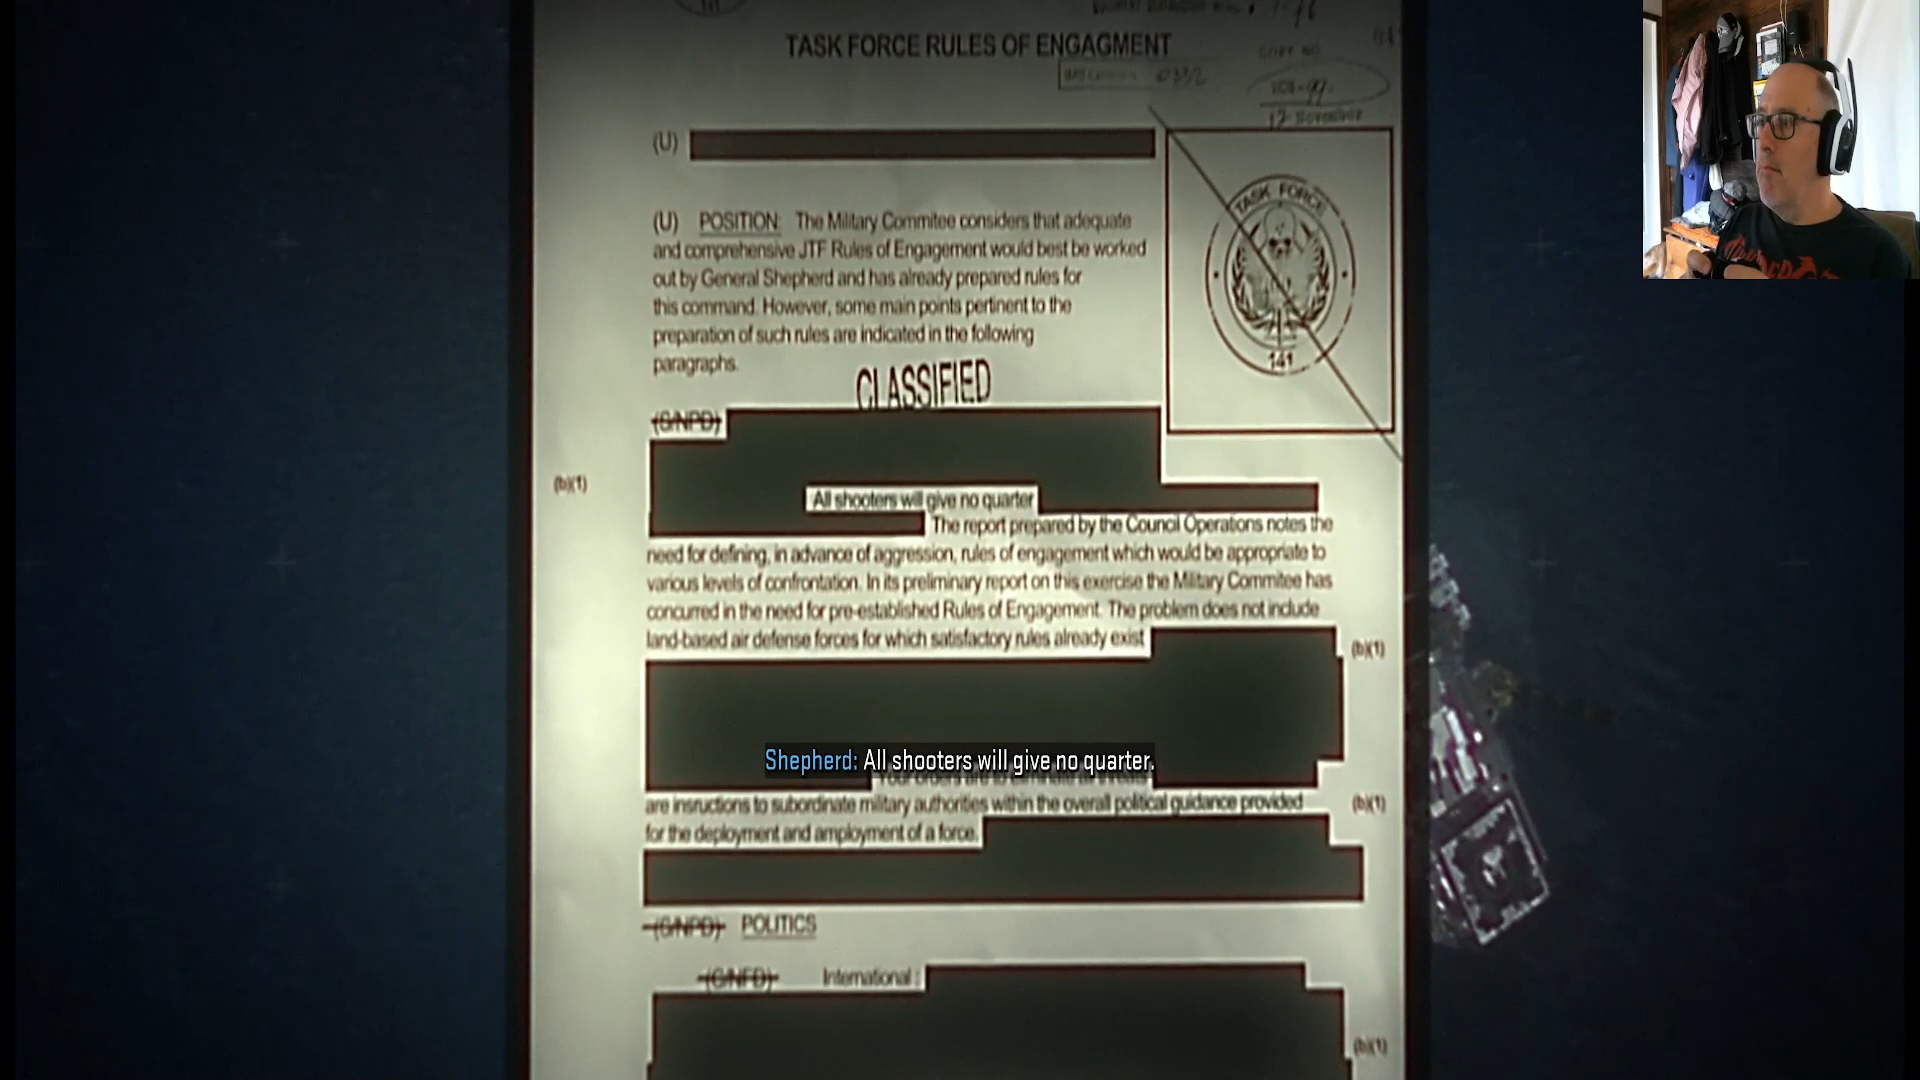 TASK FORCE RULES OF ENGAGMENT
COPY NO
0332
(U)
TASK FORCE
141
(U) POSITION: The Military Commitee considers that adequate
and comprehensive JTF Rules of Engagement would best be worked
out by General Shepherd and has already prepared rules for
this command. However, some main points pertinent to the
preparation of such rules are indicated in the following
paragraphs.
CLASSIFIED
(b)(1)
All shooters will give no quarter
The report prepared by the Council Operations notes the
need for defining, in advance of aggression, rules of engagement which would be appropriate to
various levels of confrontation. In its preliminary report on this exercise the Military Commitee has
concurred in the need for pre-established Rules of Engagement. The problem does not include
land-based air defense forces for which satisfactory rules already exist
(b)(1)
Shepherd: All shooters will give no quarter.
are insructions to subordinate military authorities within the overall political guidance provided
(b)(1)
for the deployment and amployment of a force.
POLITICS
International :
(b)(1)